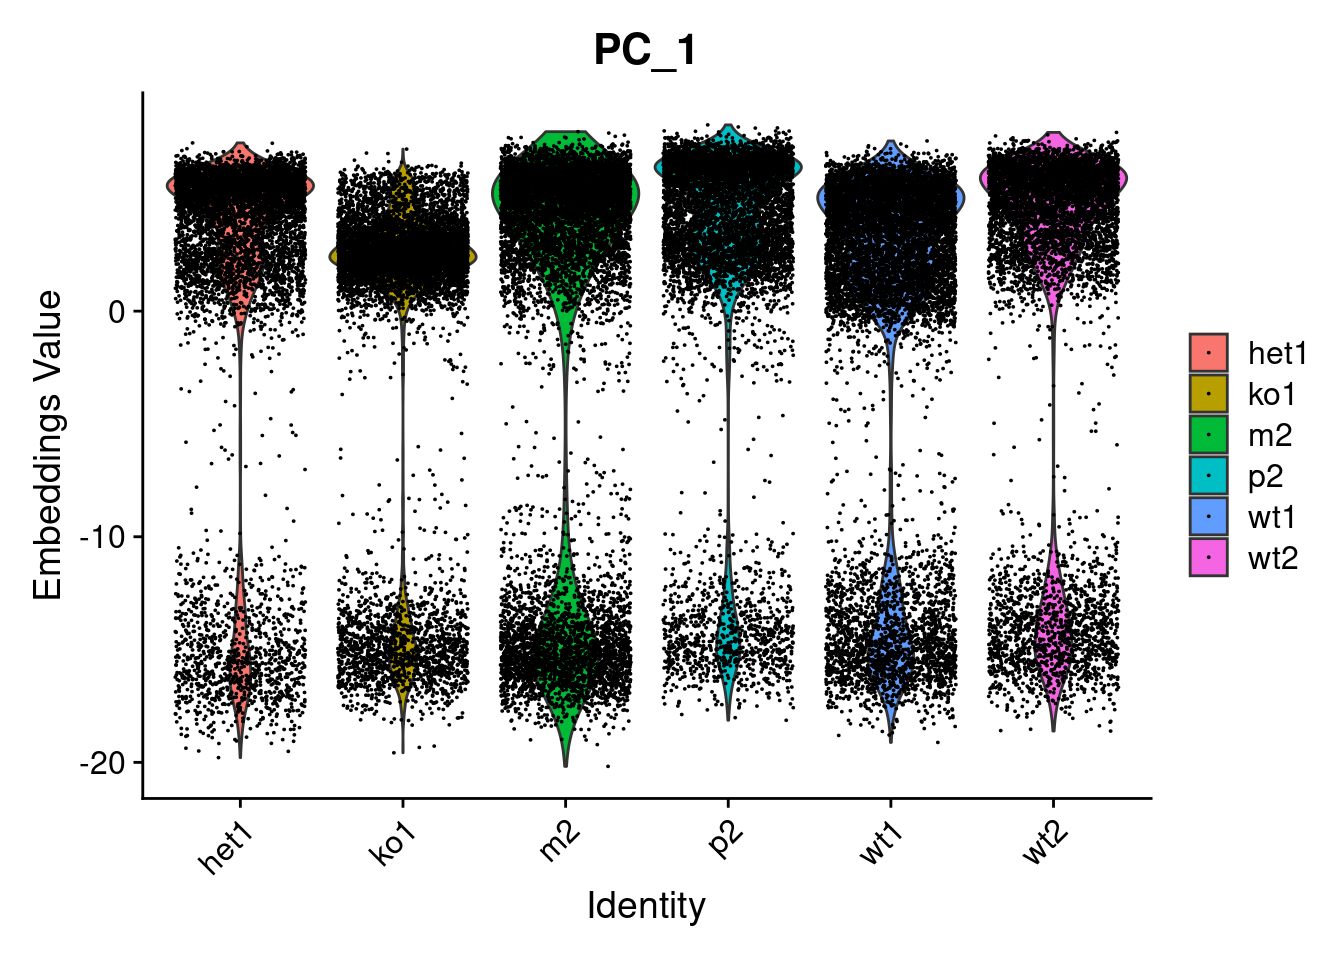 PC_1
Embeddings Value
0
-10
-20
het1
ko1
m2
p2
wt1
wt2
Identity
het1
ko1
m2
p2
wt1
wt2